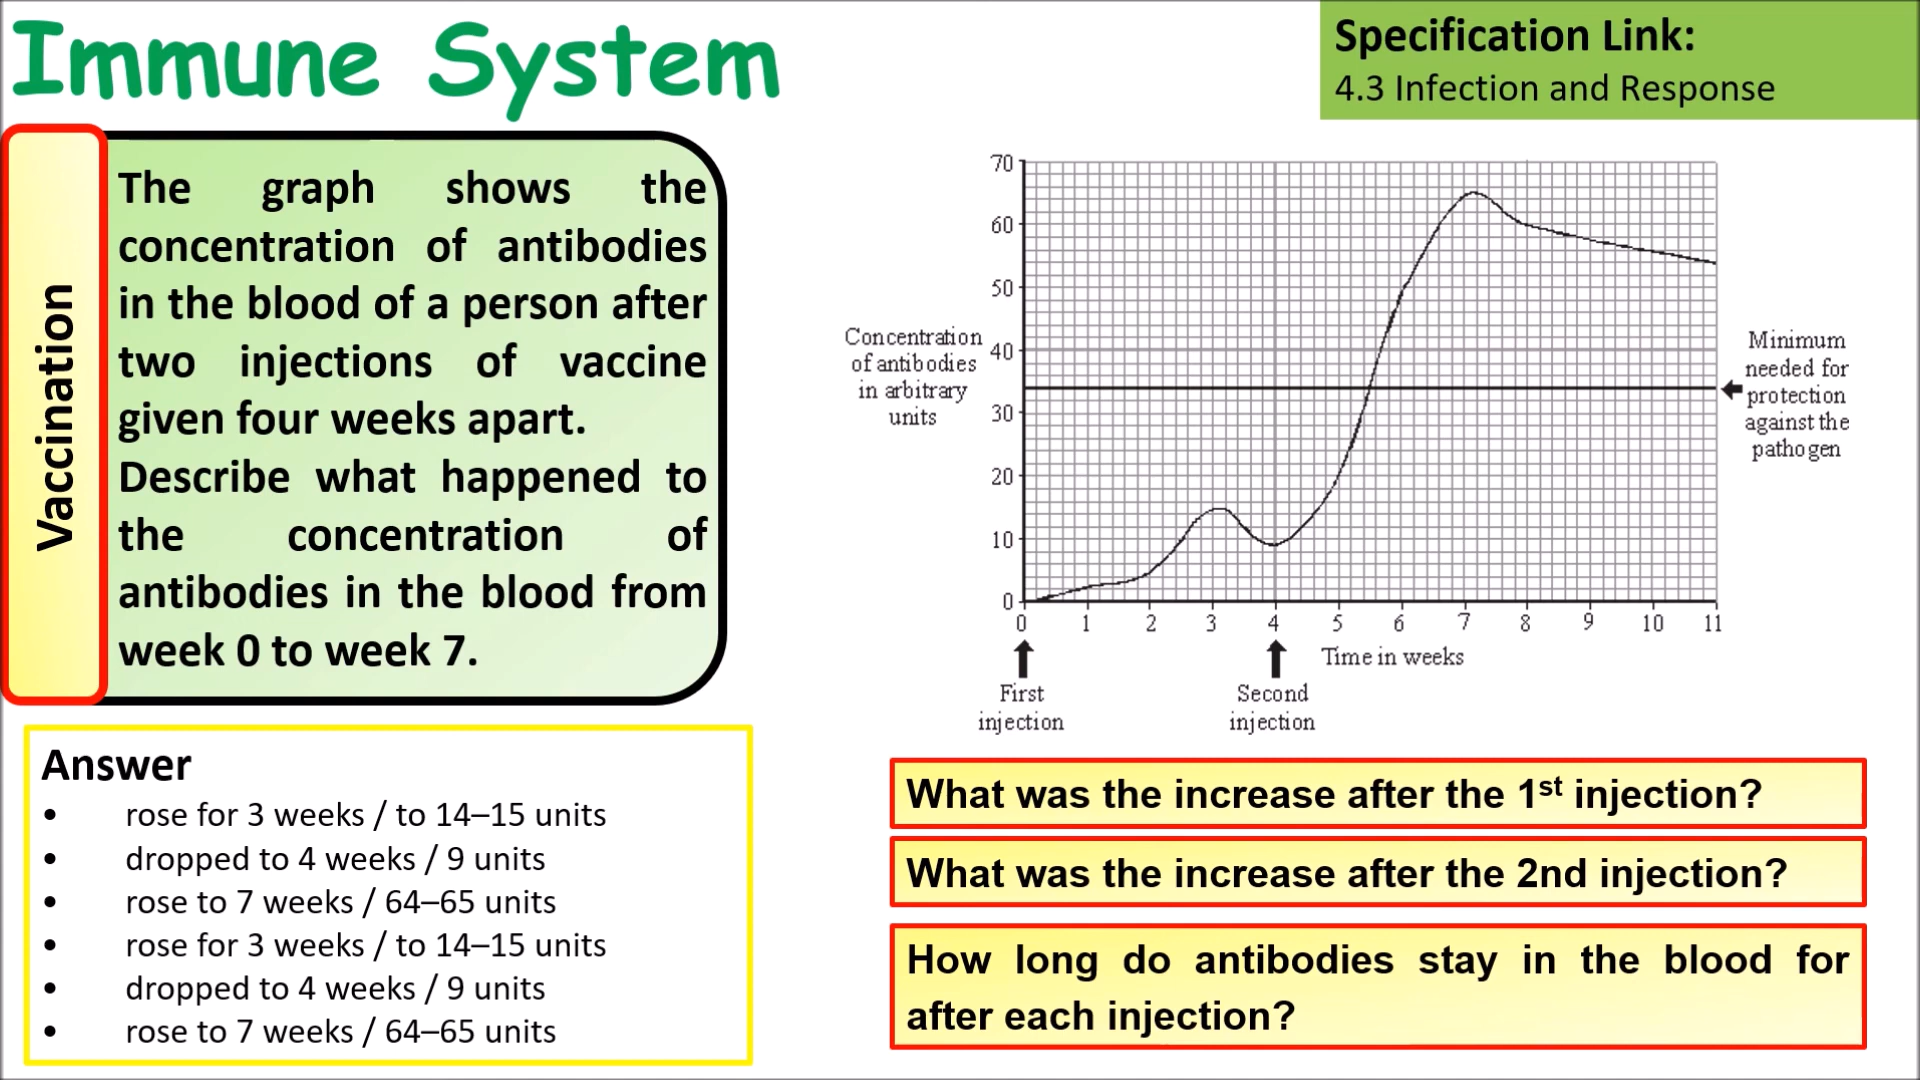 Immune System
Specification Link:
4.3 Infection and Response
Vaccination
The graph shows the
concentration of antibodies
in the blood of a person after
two injections of vaccine
given four weeks apart.
Describe what happened to
the concentration of
antibodies in the blood from
week 0 to week 7.
70
60
50
40
30
20
10
0
Concentration
of antibodies
in arbitrary
units
Minimum
needed for
protection
against the
pathogen
0 1 2 3 4 5 6 7 8 9 10 11
Time in weeks
First
injection
Second
injection
Answer
• rose for 3 weeks / to 14–15 units
• dropped to 4 weeks / 9 units
• rose to 7 weeks / 64–65 units
• rose for 3 weeks / to 14–15 units
• dropped to 4 weeks / 9 units
• rose to 7 weeks / 64–65 units
What was the increase after the 1st injection?
What was the increase after the 2nd injection?
How long do antibodies stay in the blood for
after each injection?